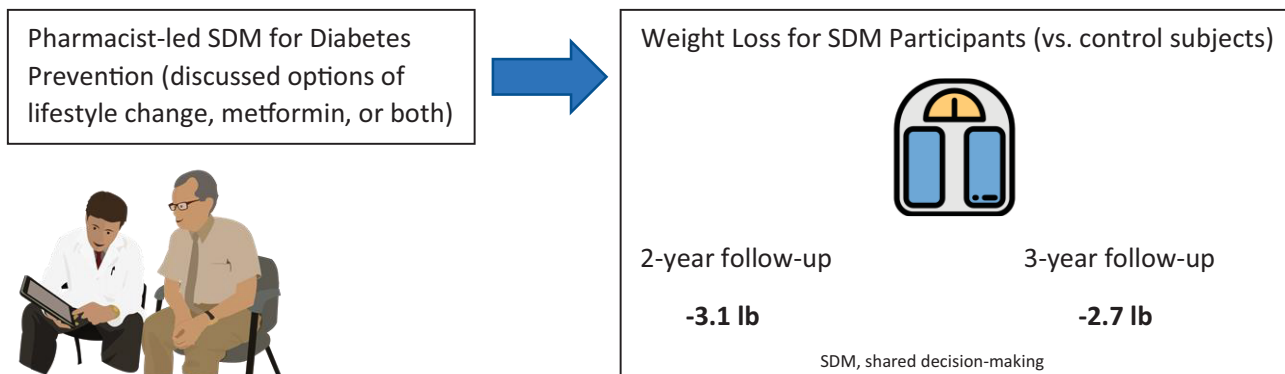 Pharmacist-led SDM for Diabetes
Prevention (discussed options of
lifestyle change, metformin, or both)
Weight Loss for SDM Participants (vs. control subjects)
2-year follow-up
3-year follow-up
-3.1 lb
-2.7 lb
SDM, shared decision-making